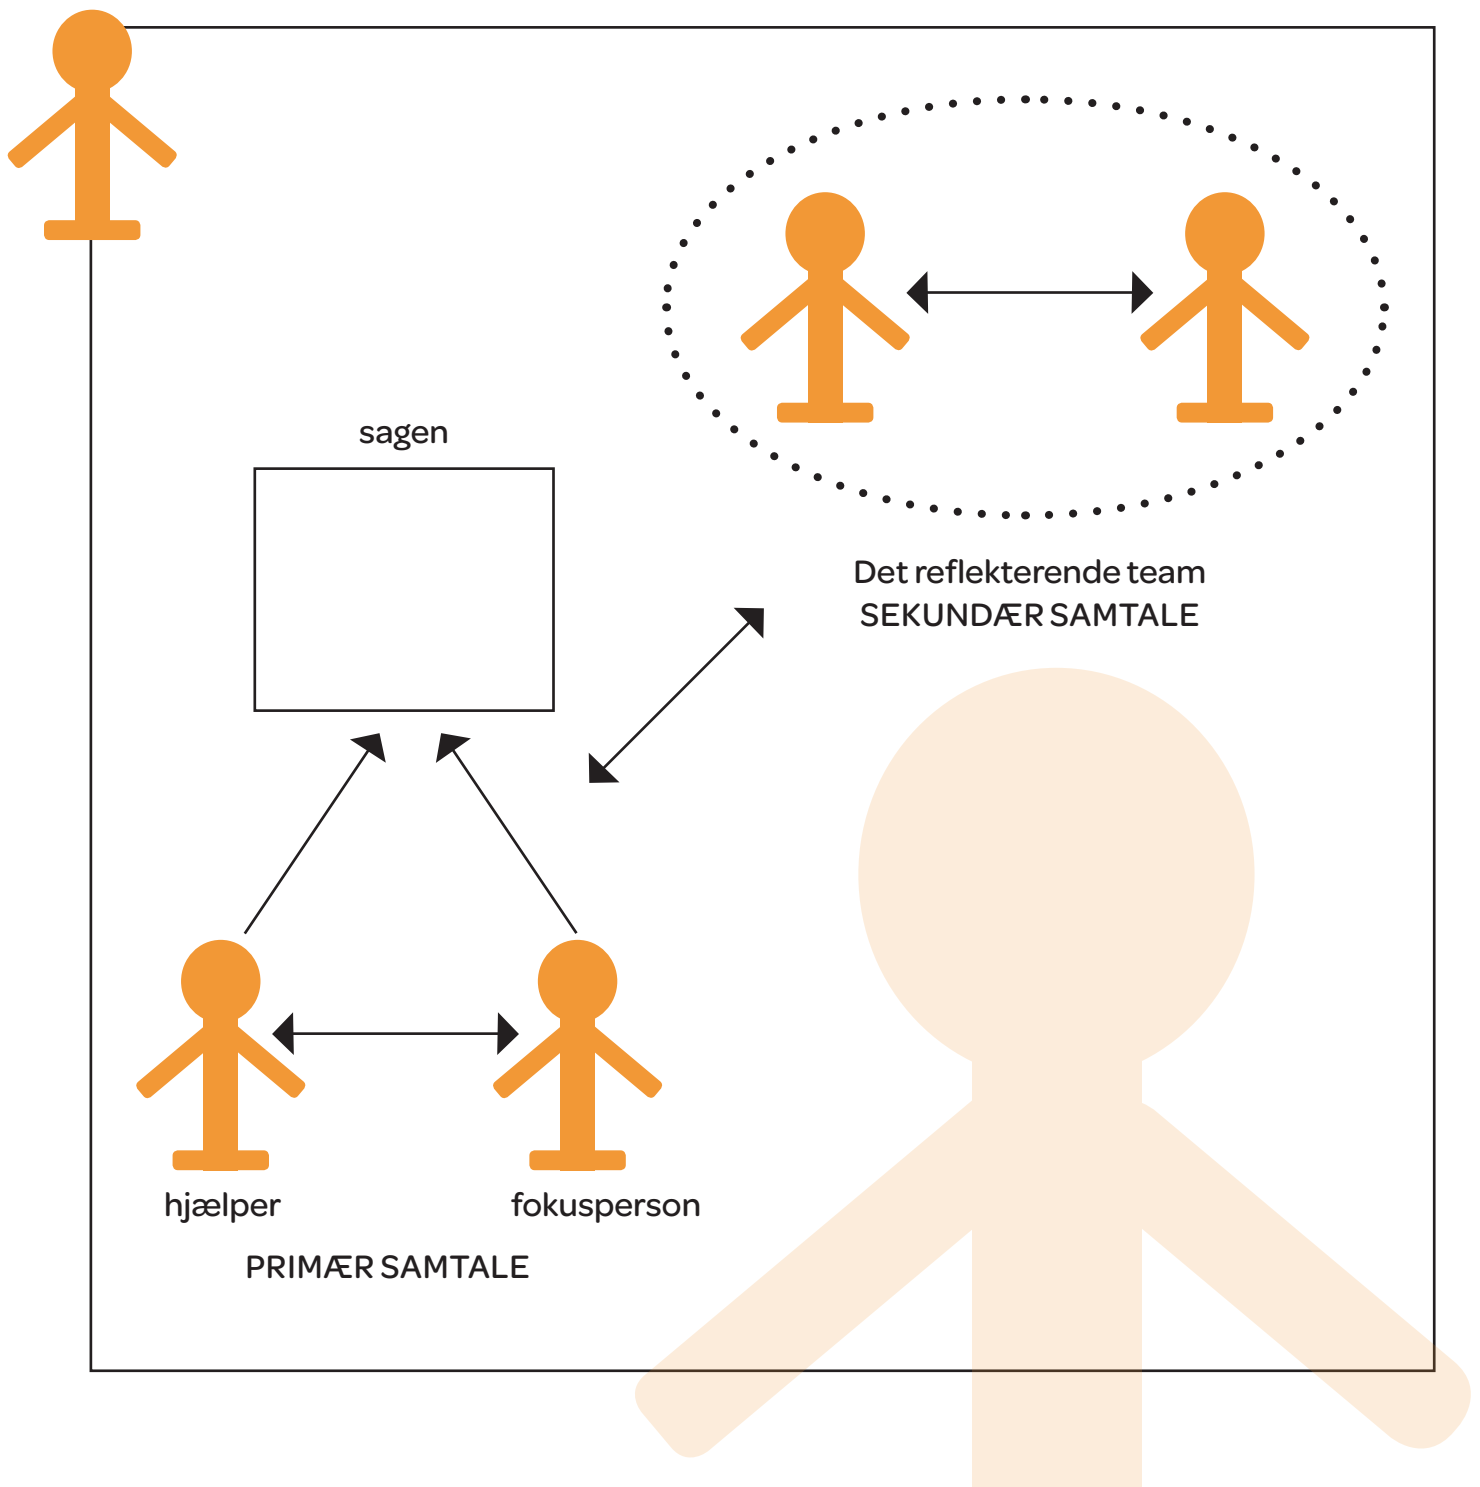 sagen
Det reflekterende team
SEKUNDÆR SAMTALE
hjælper
fokusperson
PRIMÆR SAMTALE